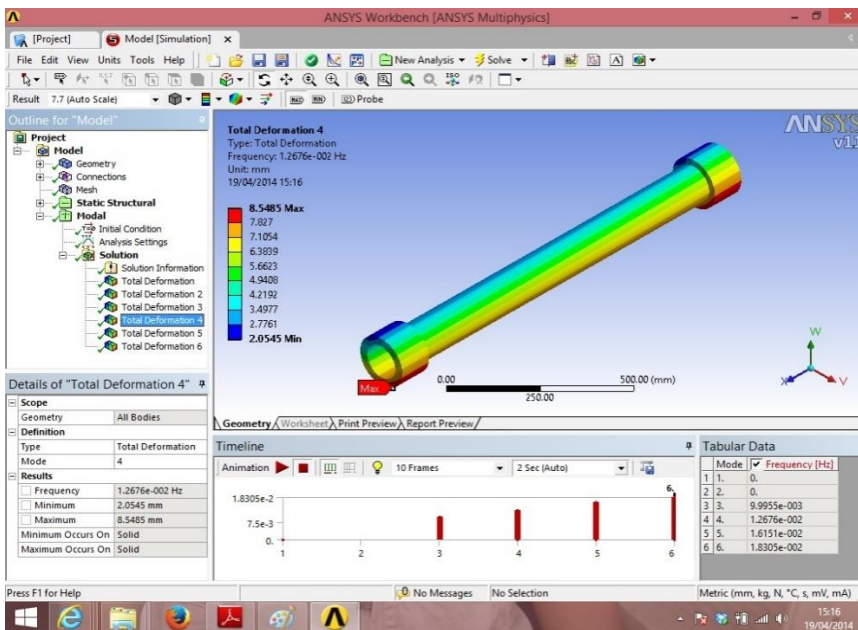 ANSYS Workbench [ANSYS Multiphysics]
[Project] Model [Simulation] x
File Edit View Units Tools Help New Analysis Solve
Result 7.7 (Auto Scale) MAX MIN Probe
Outline for "Model"
Project
Model
Geometry
Connections
Mesh
Static Structural
Modal
Initial Condition
Analysis Settings
Solution
Solution Information
Total Deformation
Total Deformation 2
Total Deformation 3
Total Deformation 4
Total Deformation 5
Total Deformation 6
Total Deformation 4
Type: Total Deformation
Frequency: 1.2676e-002 Hz
Unit: mm
19/04/2014 15:16
8.5485 Max
7.827
7.1054
6.3839
5.6623
4.9408
4.2192
3.4977
2.7761
2.0545 Min
ANSYS
v11
Max
0.00 500.00 (mm)
250.00
W
X V
Geometry Worksheet Print Preview Report Preview
Details of "Total Deformation 4"
Scope
Geometry All Bodies
Definition
Type Total Deformation
Mode 4
Results
Frequency 1.2676e-002 Hz
Minimum 2.0545 mm
Maximum 8.5485 mm
Minimum Occurs On Solid
Maximum Occurs On Solid
Timeline
Animation 10 Frames 2 Sec (Auto)
6.
1.8305e-2
7.5e-3
0.
1 2 3 4 5 6
Tabular Data
Mode Frequency [Hz]
1 1. 0.
2 2. 0.
3 3. 9.9955e-003
4 4. 1.2676e-002
5 5. 1.6151e-002
6 6. 1.8305e-002
Press F1 for Help No Messages No Selection Metric (mm, kg, N, °C, s, mV, mA)
15:16
19/04/2014